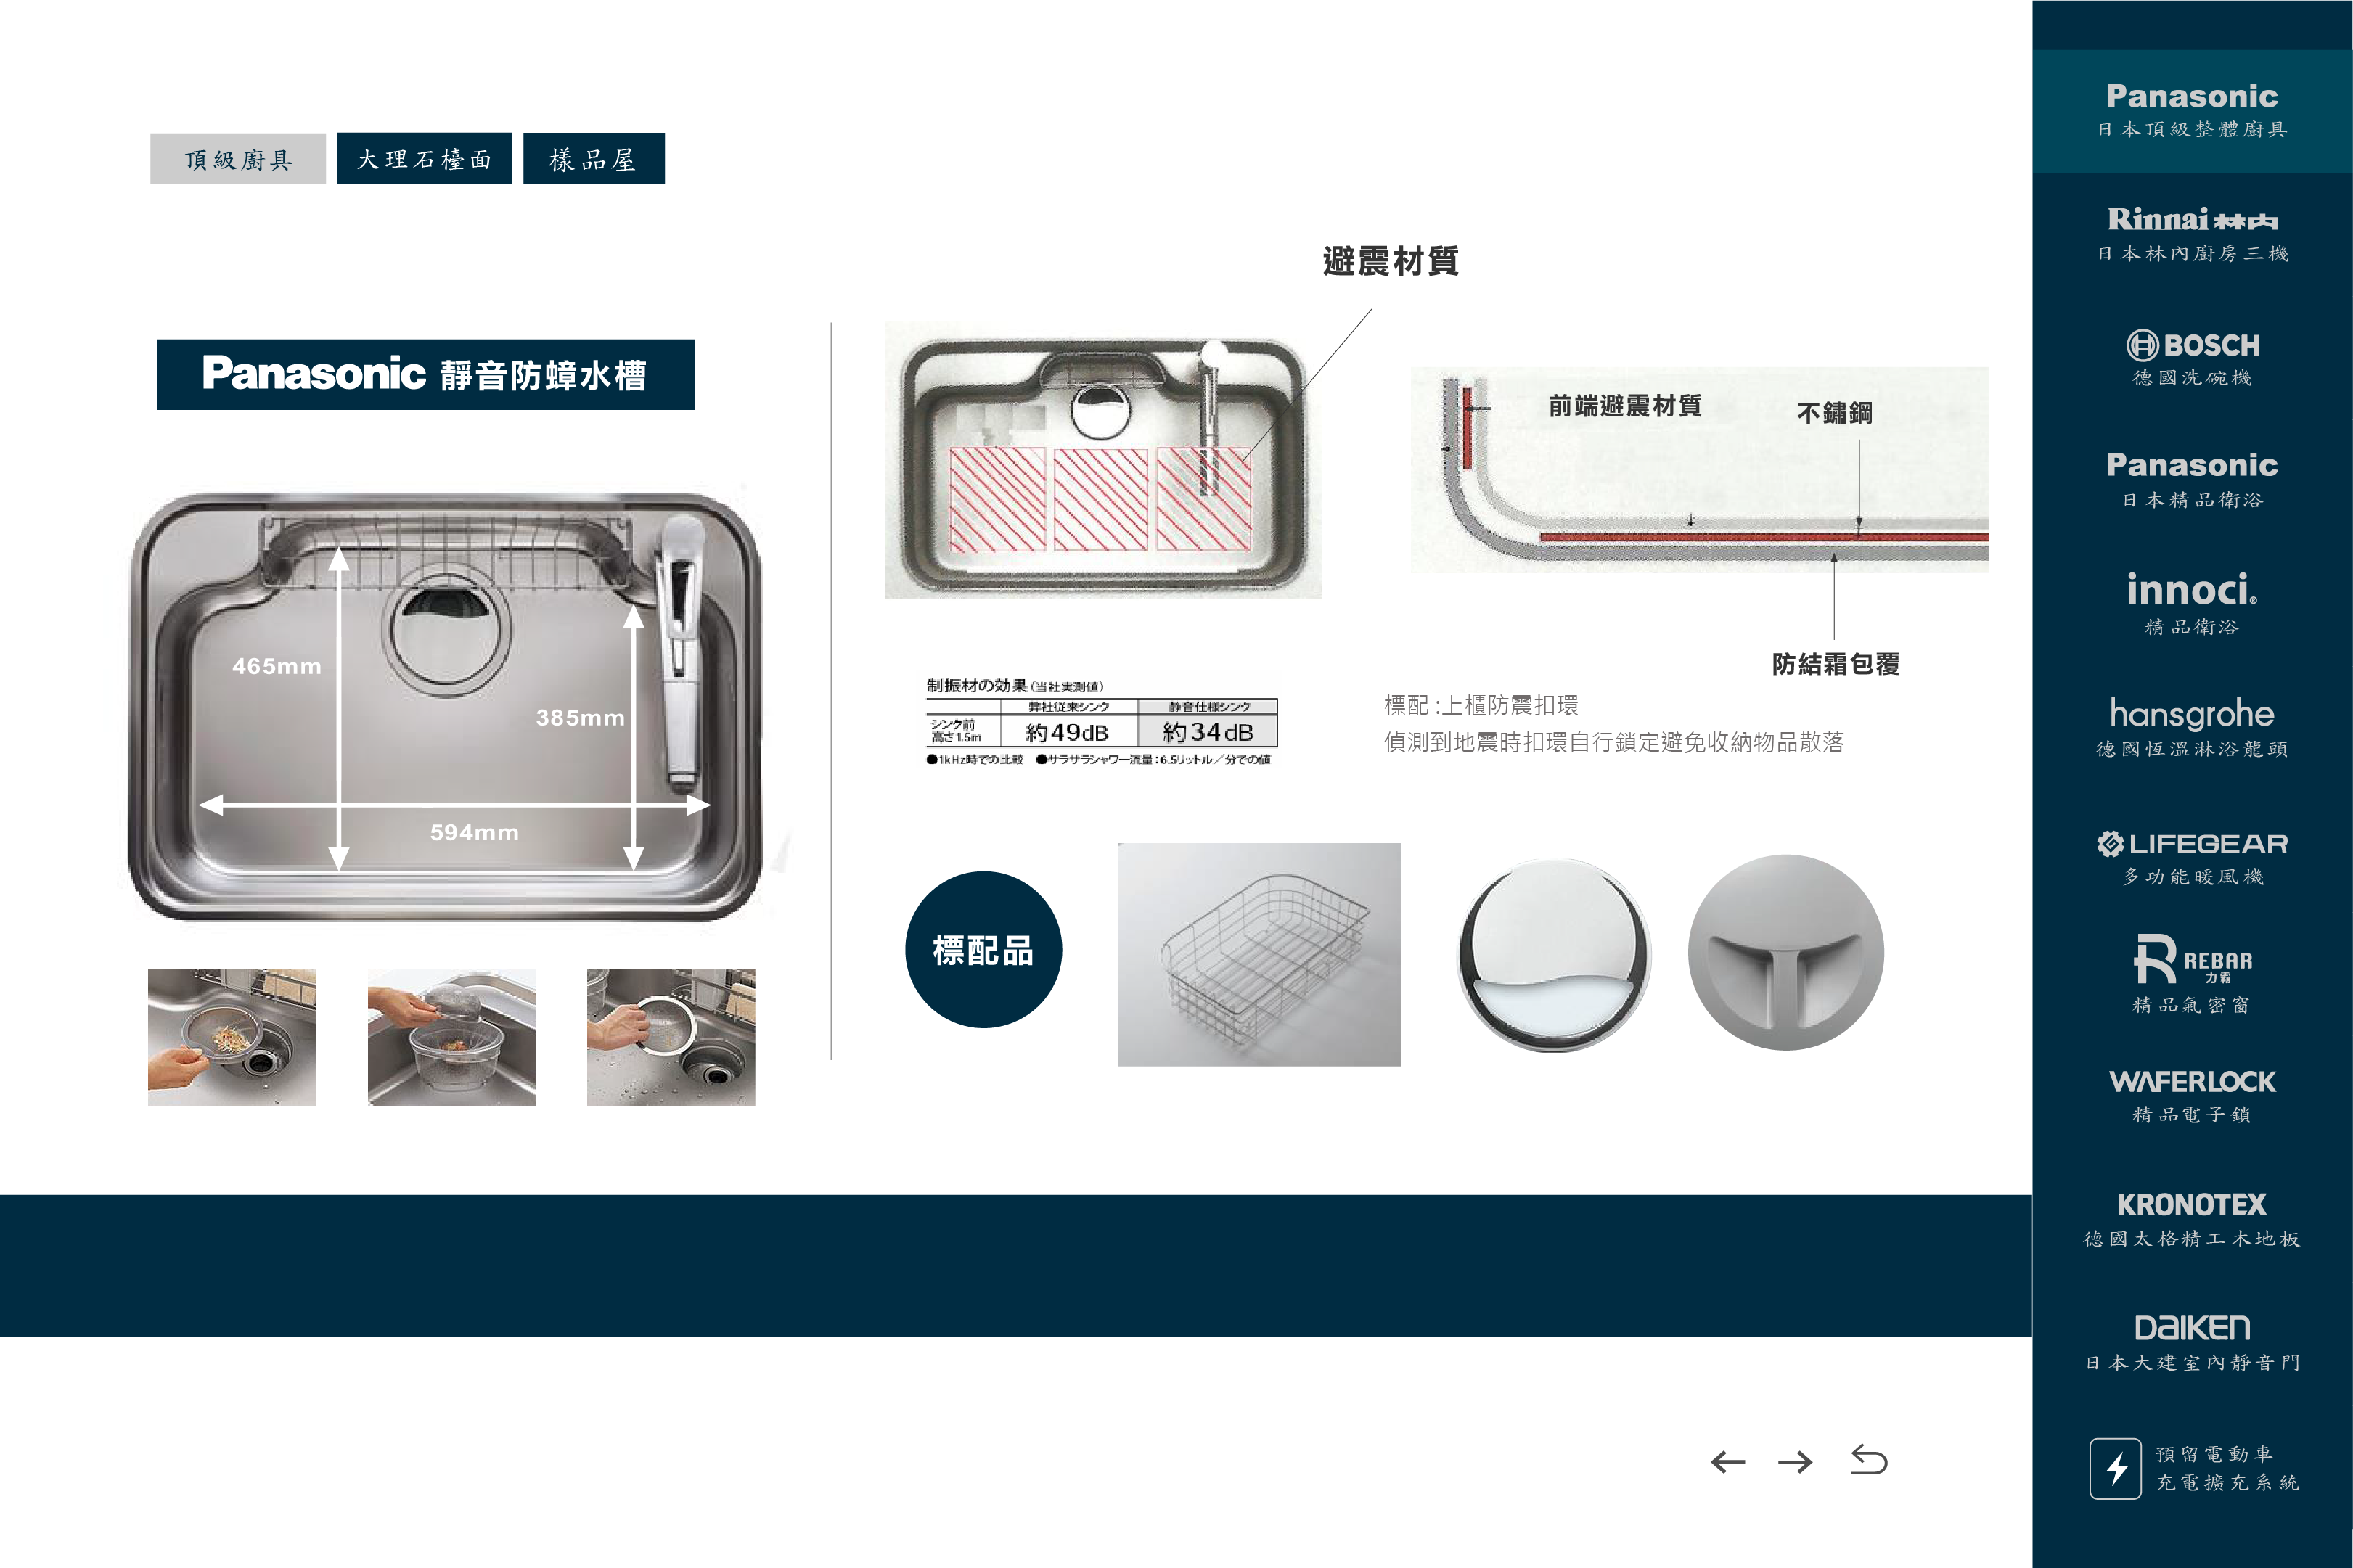 頂級廚具
大理石檯面
樣品屋
Panasonic 靜音防蟑水槽
465mm
385mm
594mm
避震材質
前端避震材質
不鏽鋼
防結霜包覆
制振材の効果(当社実測値)
弊社従来シンク 静音仕様シンク
シンク前
高さ1.5m
約49dB 約34dB
●1kHz時での比較 ●サラサラシャワー流量:6.5リットル/分での値
標配:上櫃防震扣環
偵測到地震時扣環自行鎖定避免收納物品散落
標配品
Panasonic
日本頂級整體廚具
Rinnai 林内
日本林內廚房三機
BOSCH
德國洗碗機
Panasonic
日本精品衛浴
innoci®
精品衛浴
hansgrohe
德國恆溫淋浴龍頭
LIFEGEAR
多功能暖風機
REBAR
力霸
精品氣密窗
WAFERLOCK
精品電子鎖
KRONOTEX
德國太格精工木地板
DAIKEN
日本大建室內靜音門
預留電動車
充電擴充系統